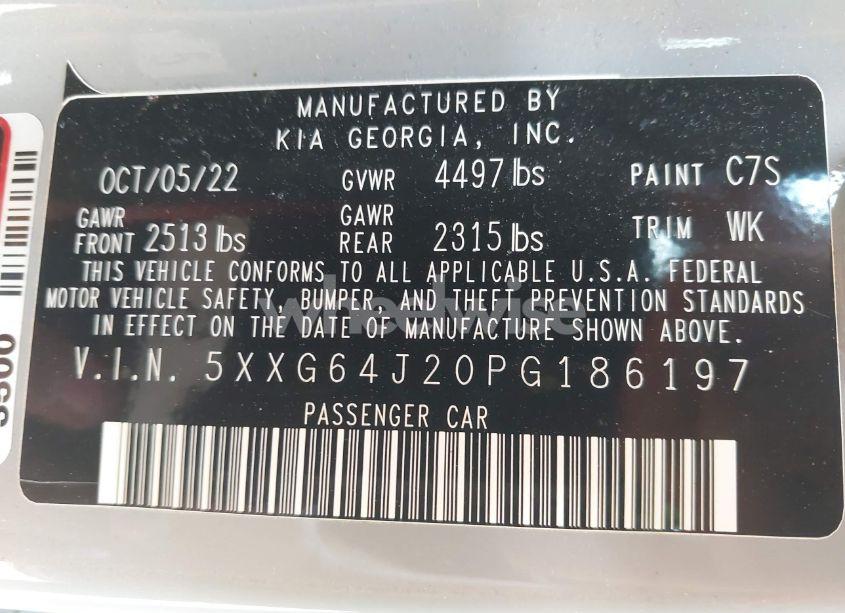 MANUFACTURED BY
KIA GEORGIA, INC.
OCT/05/22 GVWR 4497 lbs PAINT C7S
GAWR FRONT 2513 lbs GAWR REAR 2315 lbs TRIM WK
THIS VEHICLE CONFORMS TO ALL APPLICABLE U.S.A. FEDERAL
MOTOR VEHICLE SAFETY, BUMPER, AND THEFT PREVENTION STANDARDS
IN EFFECT ON THE DATE OF MANUFACTURE SHOWN ABOVE.
V.I.N. 5XXG64J20PG186197
PASSENGER CAR
wheelwise